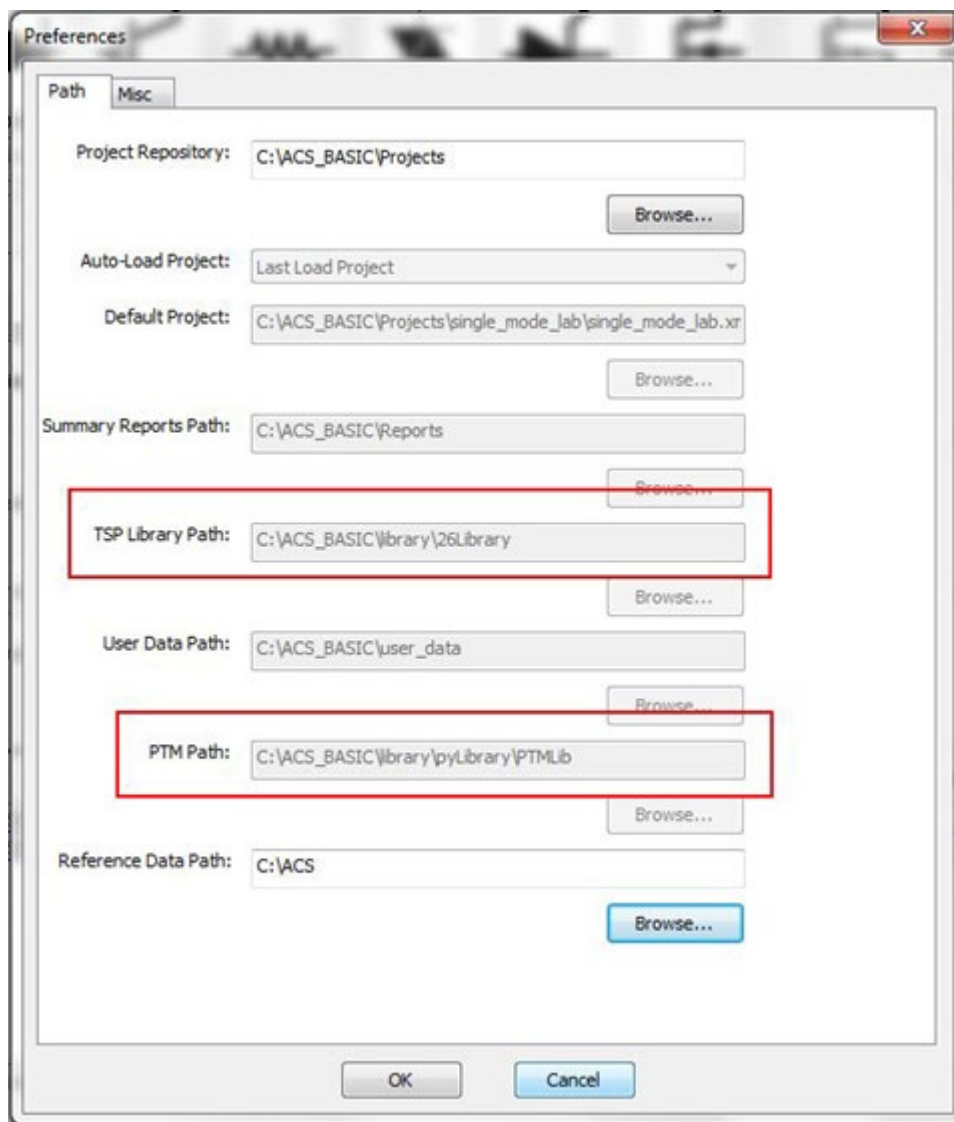 Preferences
Path
Misc
Project Repository: C:\ACS_BASIC\Projects
Browse...
Auto-Load Project: Last Load Project
Default Project: C:\ACS_BASIC\Projects\single_mode_lab\single_mode_lab.xr
Browse...
Summary Reports Path: C:\ACS_BASIC\Reports
Browse...
TSP Library Path: C:\ACS_BASIC\library\26Library
Browse...
User Data Path: C:\ACS_BASIC\user_data
Browse...
PTM Path: C:\ACS_BASIC\library\pyLibrary\PTMLib
Browse...
Reference Data Path: C:\ACS
Browse...
OK
Cancel